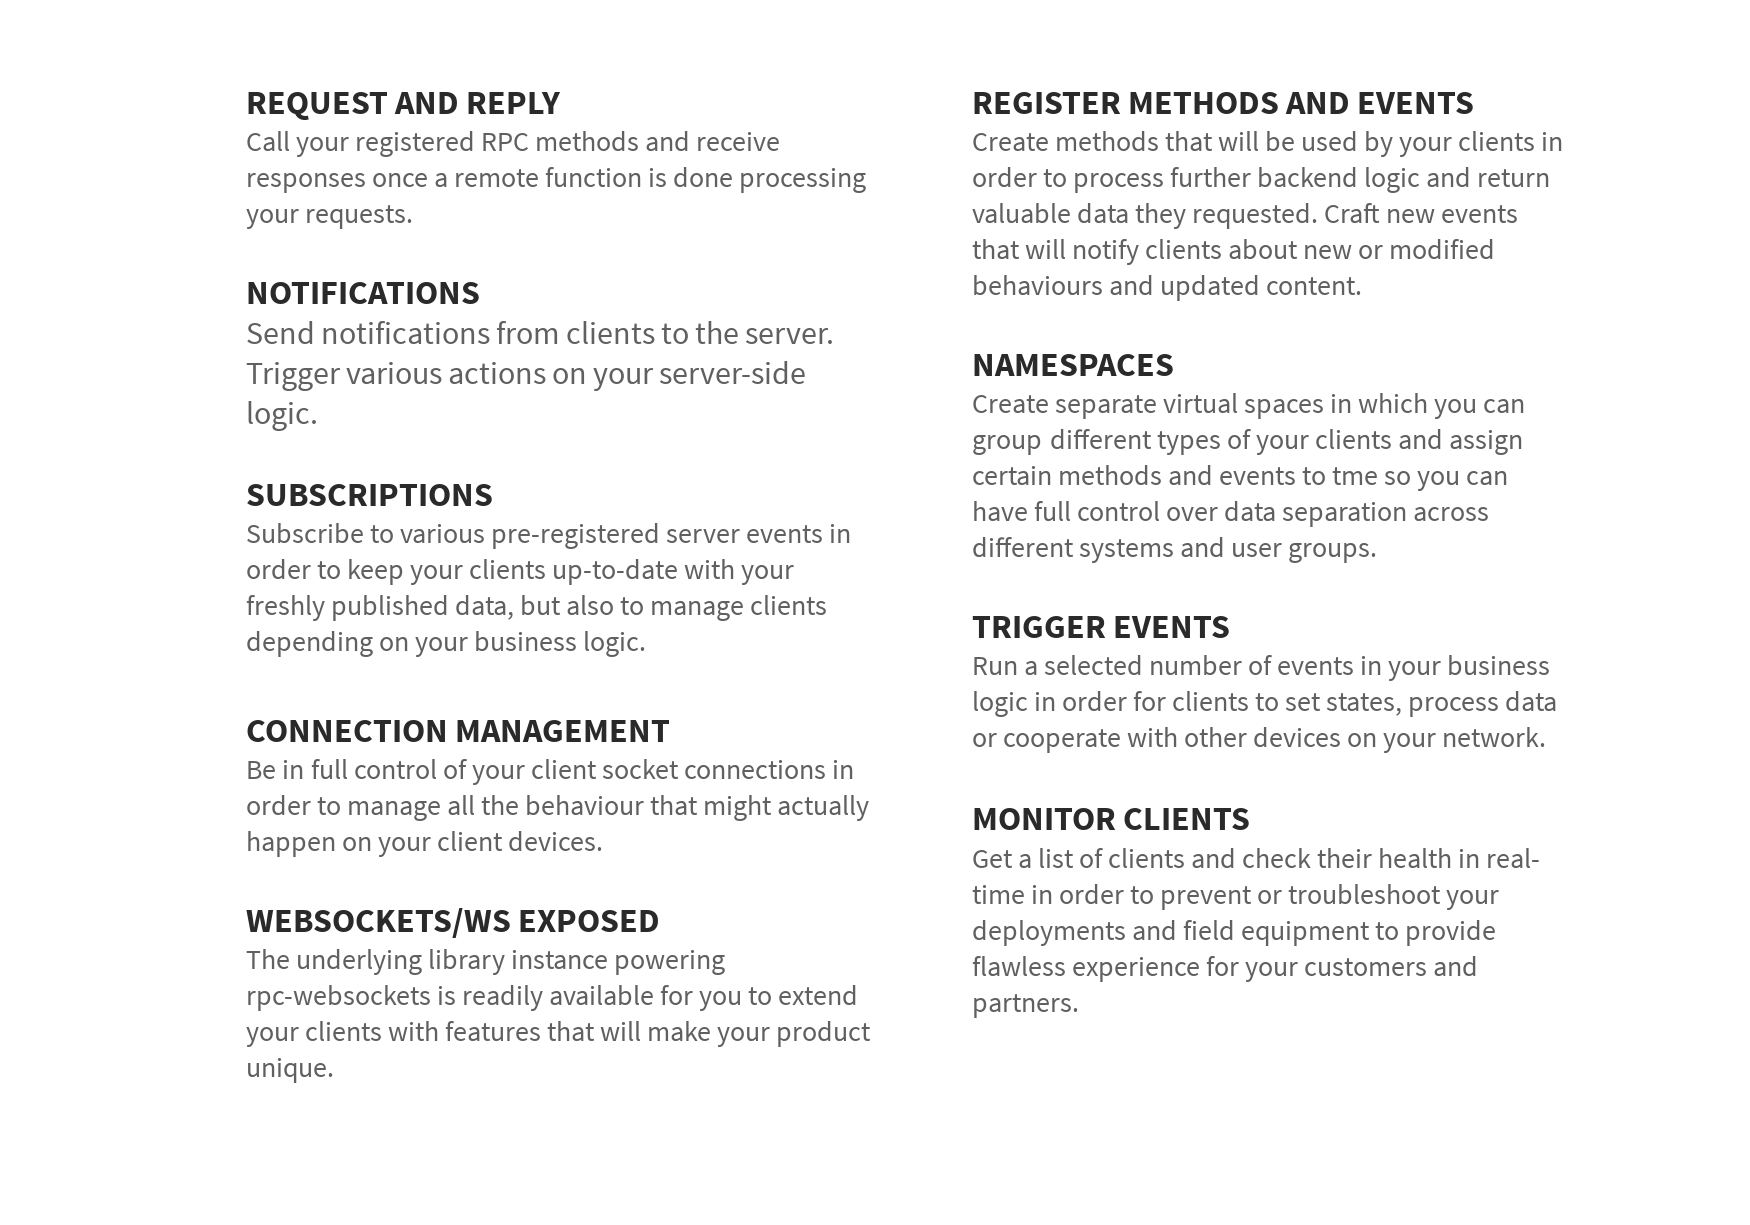 REQUEST AND REPLY
Call your registered RPC methods and receive
responses once a remote function is done processing
your requests.
NOTIFICATIONS
Send notifications from clients to the server.
Trigger various actions on your server-side
logic.
SUBSCRIPTIONS
Subscribe to various pre-registered server events in
order to keep your clients up-to-date with your
freshly published data, but also to manage clients
depending on your business logic.
CONNECTION MANAGEMENT
Be in full control of your client socket connections in
order to manage all the behaviour that might actually
happen on your client devices.
WEBSOCKETS/WS EXPOSED
The underlying library instance powering
rpc-websockets is readily available for you to extend
your clients with features that will make your product
unique.
REGISTER METHODS AND EVENTS
Create methods that will be used by your clients in
order to process further backend logic and return
valuable data they requested. Craft new events
that will notify clients about new or modified
behaviours and updated content.
NAMESPACES
Create separate virtual spaces in which you can
group different types of your clients and assign
certain methods and events to tme so you can
have full control over data separation across
different systems and user groups.
TRIGGER EVENTS
Run a selected number of events in your business
logic in order for clients to set states, process data
or cooperate with other devices on your network.
MONITOR CLIENTS
Get a list of clients and check their health in real-
time in order to prevent or troubleshoot your
deployments and field equipment to provide
flawless experience for your customers and
partners.